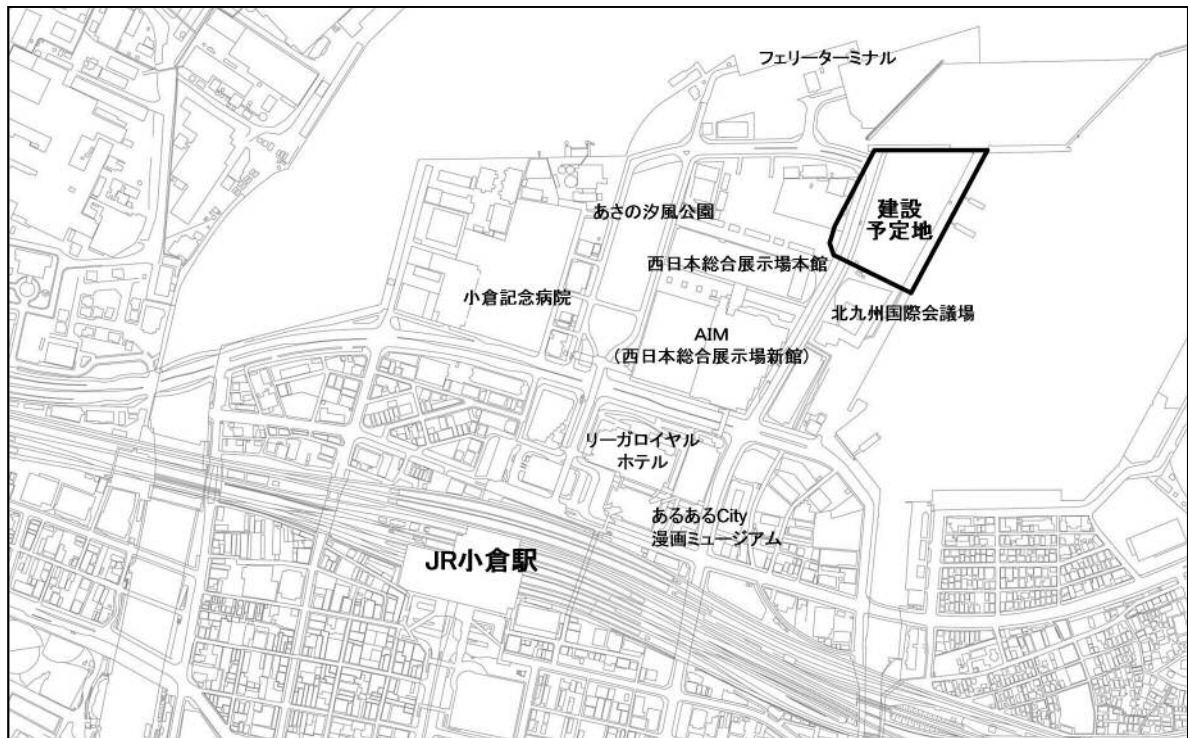 フェリーターミナル
建設
予定地
あさの汐風公園
西日本総合展示場本館
小倉記念病院
北九州国際会議場
AIM
（西日本総合展示場新館）
リーガロイヤル
ホテル
あるあるCity
漫画ミュージアム
JR小倉駅